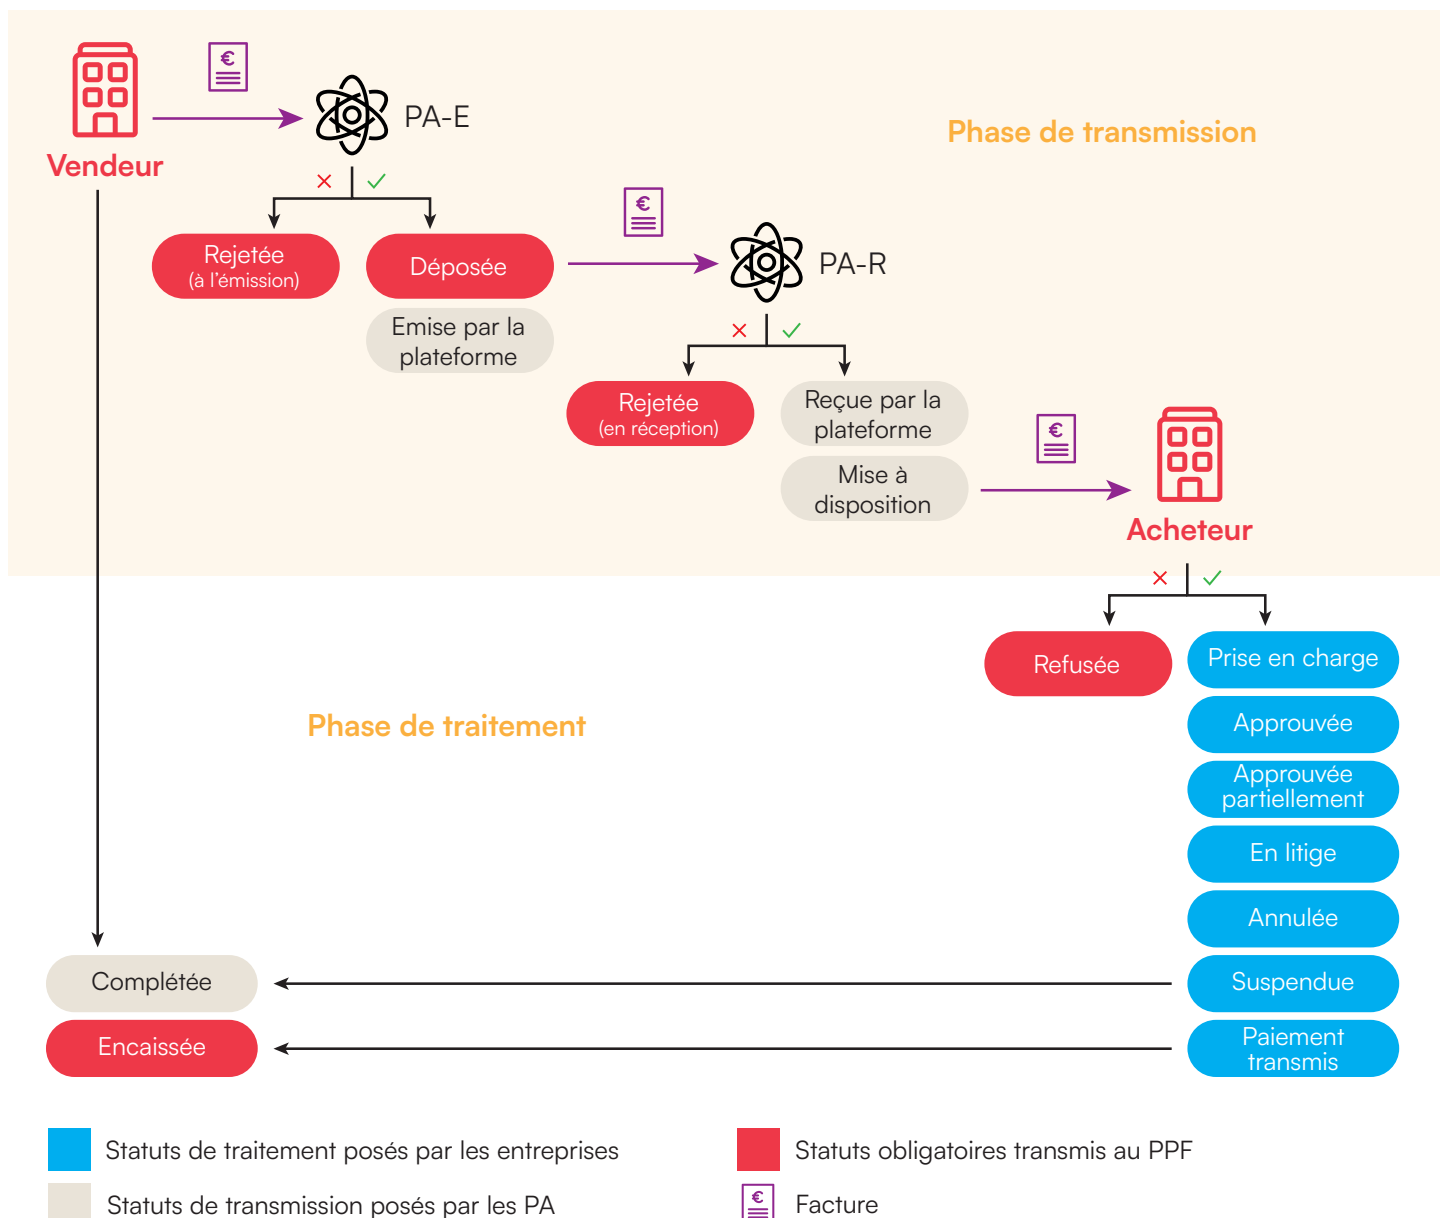 €
PA-E
Phase de transmission
Vendeur
€
Rejetée
(à l'émission)
Déposée
PA-R
Emise par la
plateforme
Rejetée
(en réception)
Reçue par la
plateforme
€
Mise à
disposition
Acheteur
Refusée
Prise en charge
Phase de traitement
Approuvée
Approuvée
partiellement
En litige
Annulée
Complétée
Suspendue
Encaissée
Paiement
transmis
Statuts de traitement posés par les entreprises
Statuts obligatoires transmis au PPF
Statuts de transmission posés par les PA
€
Facture